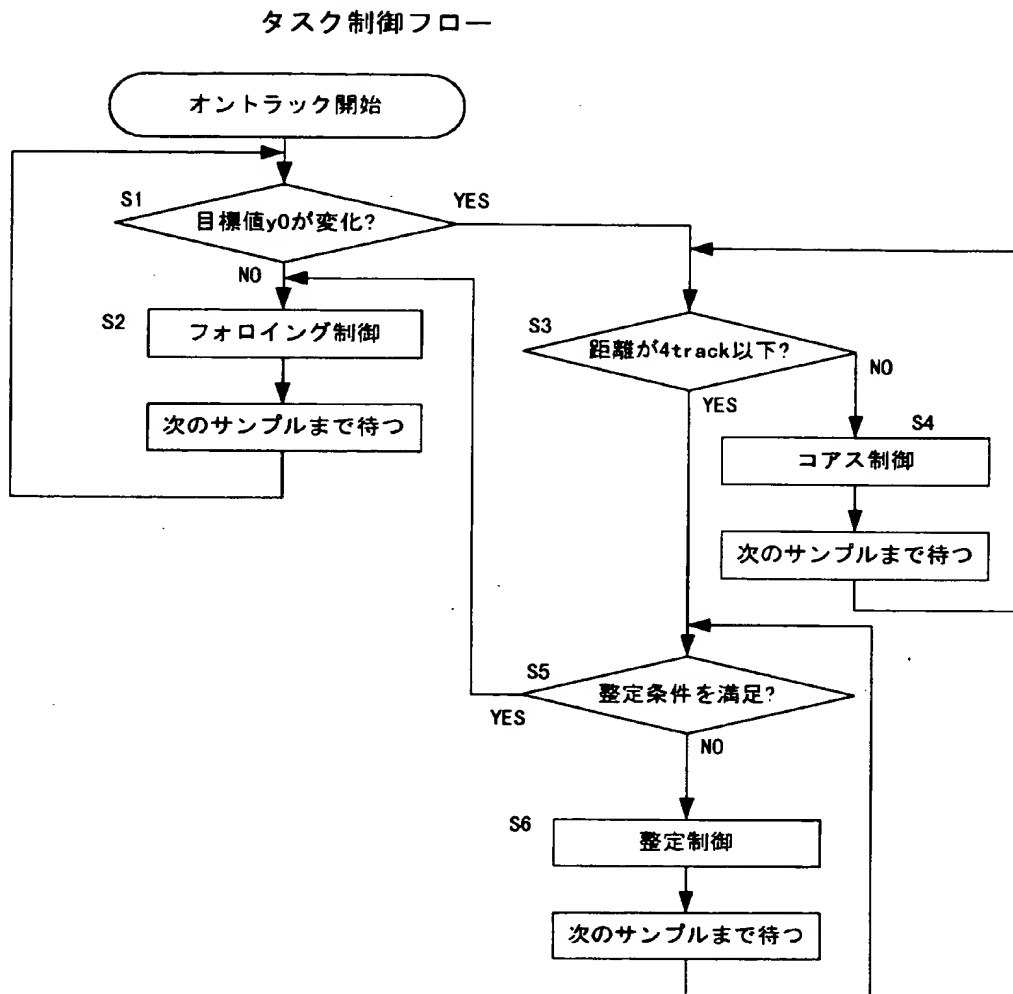 タスク制御フロー
オントラック開始
S1
目標値y0が変化?
YES
NO
S2
フォロイング制御
次のサンプルまで待つ
S3
距離が4track以下?
NO
YES
S4
コアス制御
次のサンプルまで待つ
S5
整定条件を満足?
YES
NO
S6
整定制御
次のサンプルまで待つ